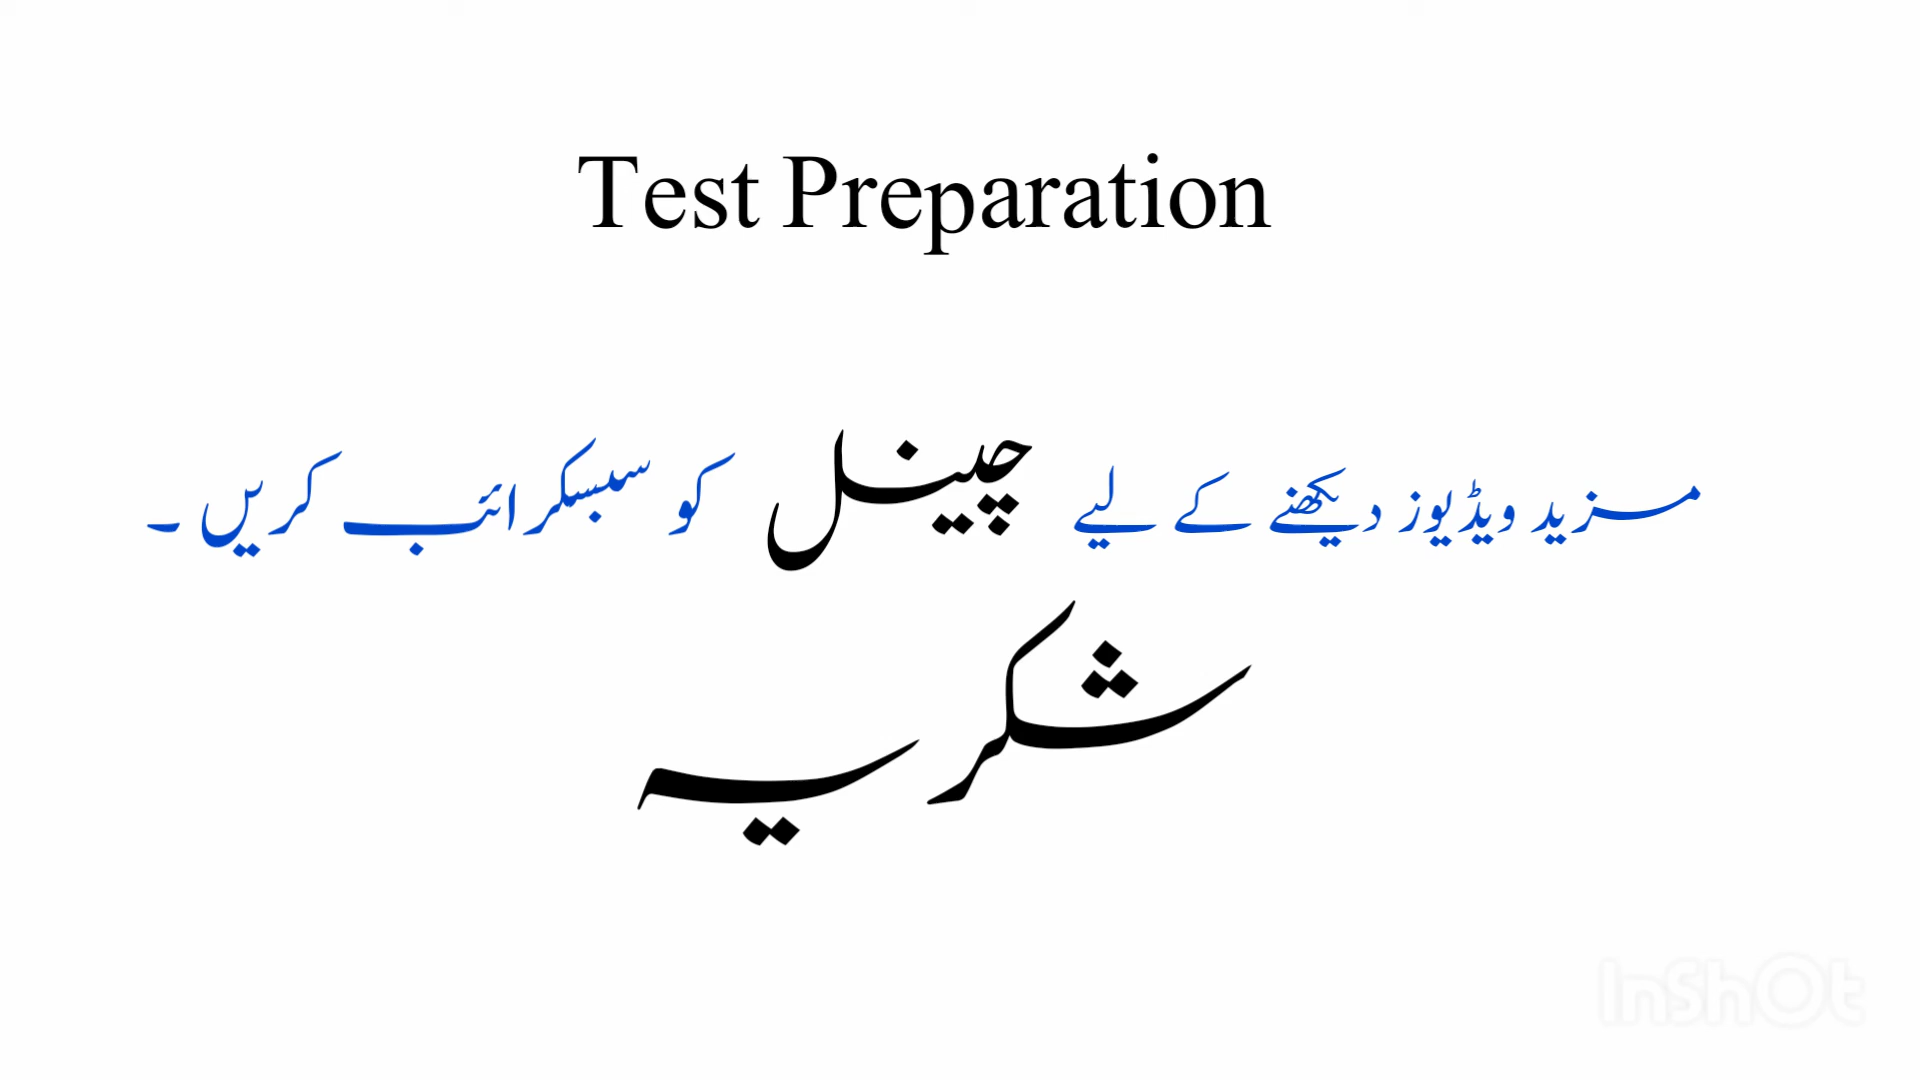 Test Preparation
مزید ویڈیوز دیکھنے کے لیے چینل کو سبسکرائب کریں ۔
شکریہ
InShOt